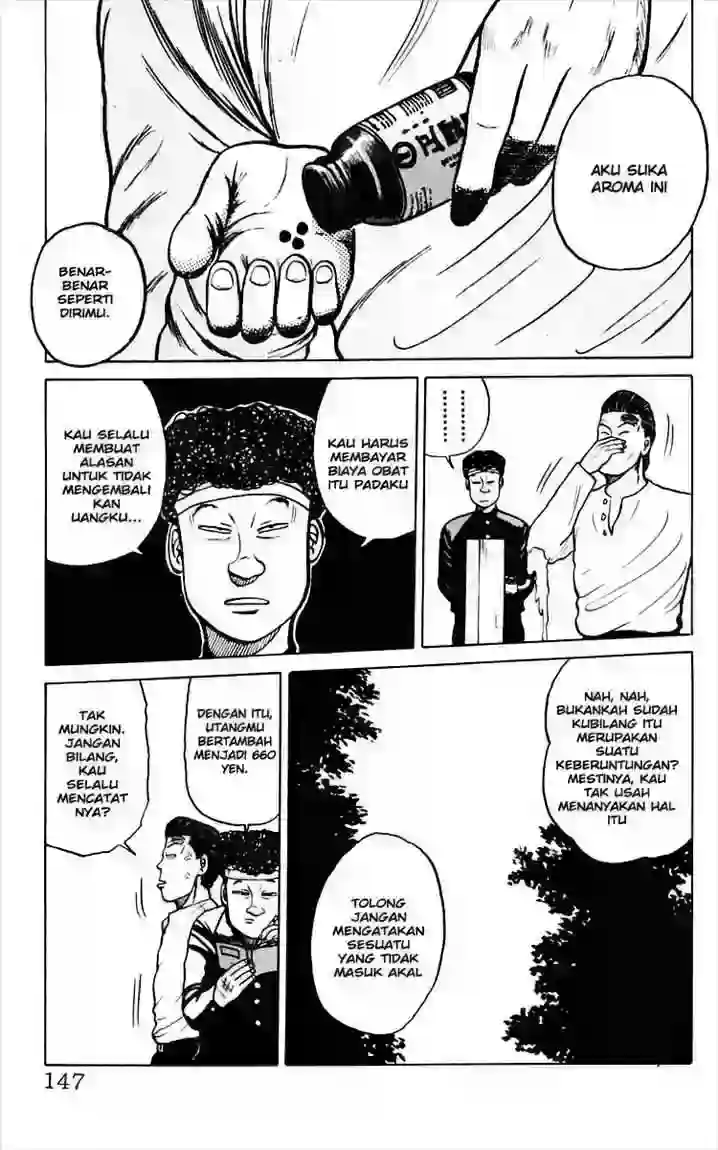 AKU SUKA
AROMA INI
BENAR-
BENAR
SEPERTI
DIRIMU.
KAU HARUS
MEMBAYAR
BIAYA OBAT
ITU PADAKU
KAU SELALU
MEMBUAT
ALASAN
UNTUK TIDAK
MENGEMBALI
KAN
UANGKU...
NAH, NAH,
BUKANKAH SUDAH
KUBILANG ITU
MERUPAKAN
SUATU
KEBERUNTUNGAN?
MESTINYA, KAU
TAK USAH
MENANYAKAN HAL
ITU
TOLONG
JANGAN
MENGATAKAN
SESUATU
YANG TIDAK
MASUK AKAL
DENGAN ITU,
UTANGMU
BERTAMBAH
MENJADI 660
YEN.
TAK
MUNGKIN.
JANGAN
BILANG,
KAU
SELALU
MENCATAT
NYA?
147